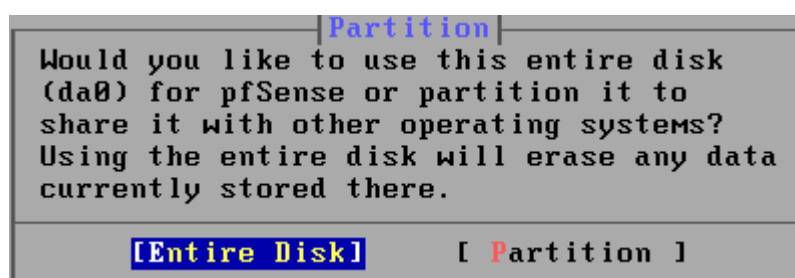 Partition
Would you like to use this entire disk
(da0) for pfSense or partition it to
share it with other operating systems?
Using the entire disk will erase any data
currently stored there.
[Entire Disk] [ Partition ]